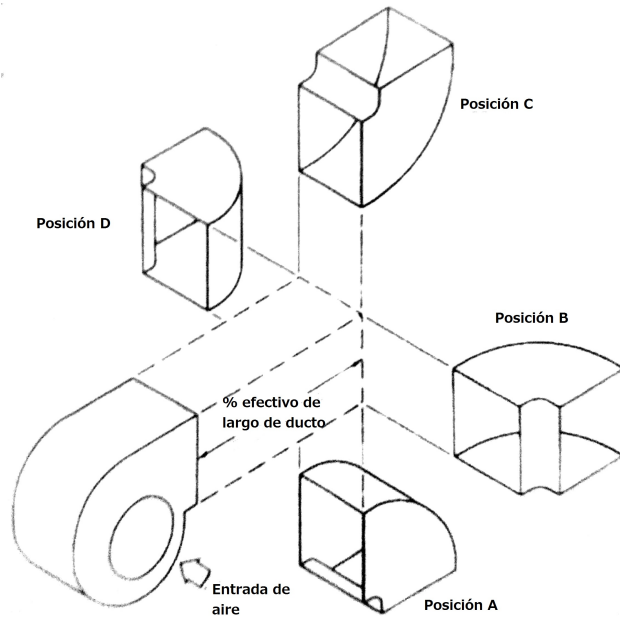 Posición C
Posición D
Posición B
% efectivo de
largo de ducto
Entrada de
aire
Posición A